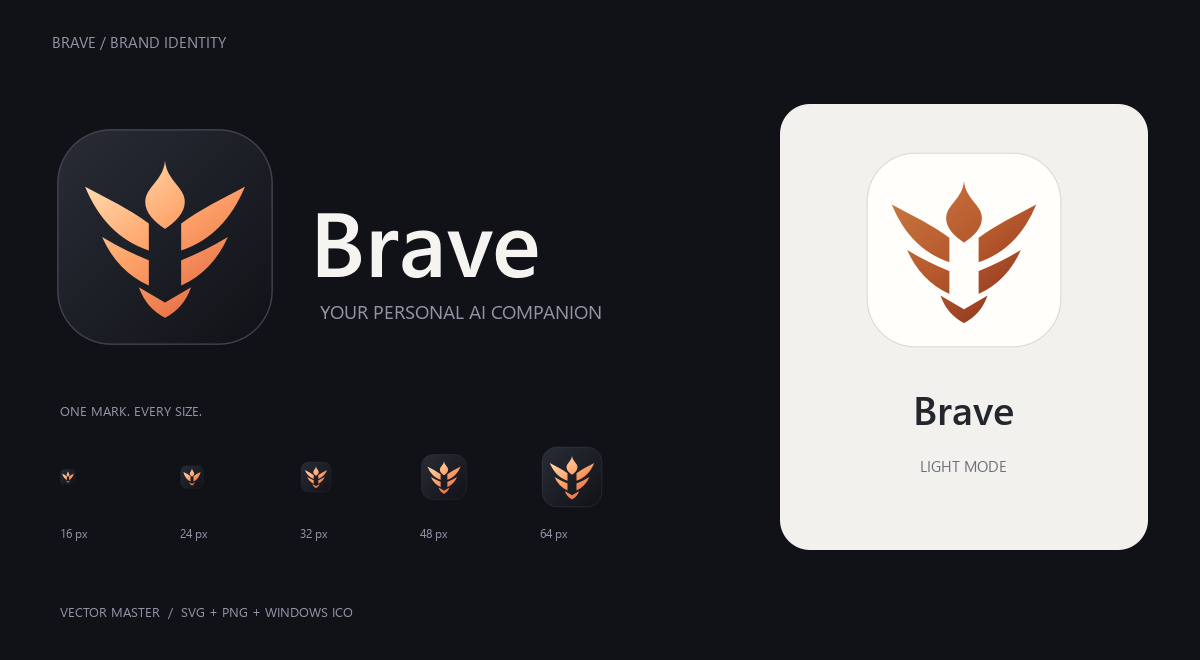 BRAVE / BRAND IDENTITY
Brave
YOUR PERSONAL AI COMPANION
ONE MARK. EVERY SIZE.
16 px
24 px
32 px
48 px
64 px
VECTOR MASTER / SVG + PNG + WINDOWS ICO
Brave
LIGHT MODE